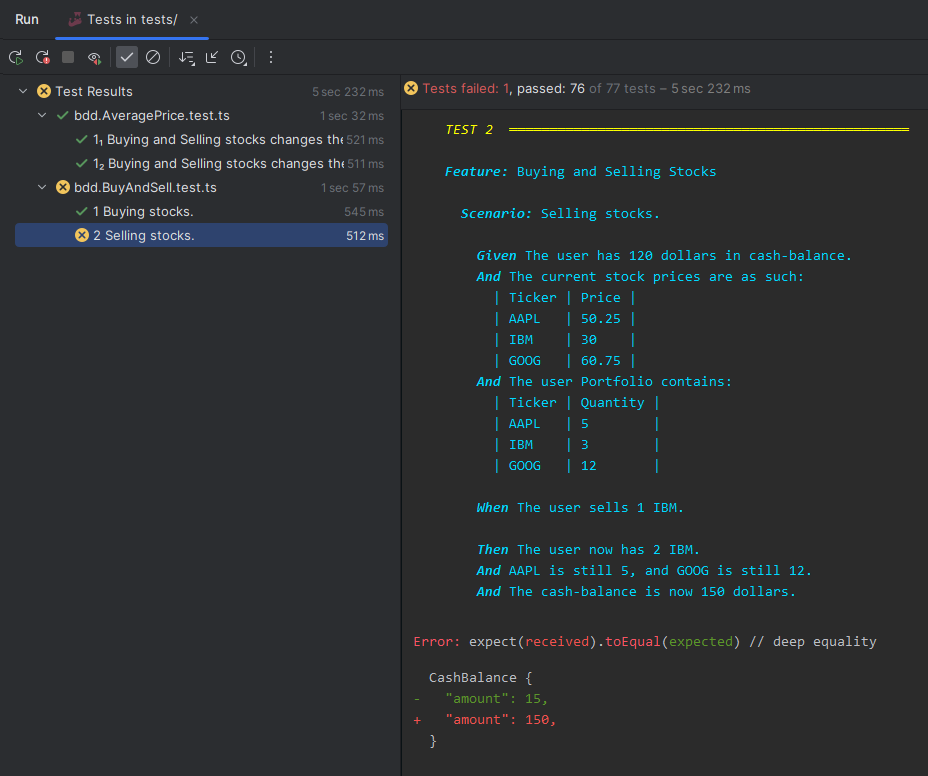 Run Tests in tests/
Test Results 5 sec 232 ms
bdd.AveragePrice.test.ts 1 sec 32 ms
1₁ Buying and Selling stocks changes the 521 ms
1₂ Buying and Selling stocks changes the 511 ms
bdd.BuyAndSell.test.ts 1 sec 57 ms
1 Buying stocks. 545 ms
2 Selling stocks. 512 ms
Tests failed: 1, passed: 76 of 77 tests – 5 sec 232 ms
TEST 2 ══════════════════════════════════════════════════
Feature: Buying and Selling Stocks
Scenario: Selling stocks.
Given The user has 120 dollars in cash-balance.
And The current stock prices are as such:
| Ticker | Price |
| AAPL | 50.25 |
| IBM | 30 |
| GOOG | 60.75 |
And The user Portfolio contains:
| Ticker | Quantity |
| AAPL | 5 |
| IBM | 3 |
| GOOG | 12 |
When The user sells 1 IBM.
Then The user now has 2 IBM.
And AAPL is still 5, and GOOG is still 12.
And The cash-balance is now 150 dollars.
Error: expect(received).toEqual(expected) // deep equality
CashBalance {
- "amount": 15,
+ "amount": 150,
}